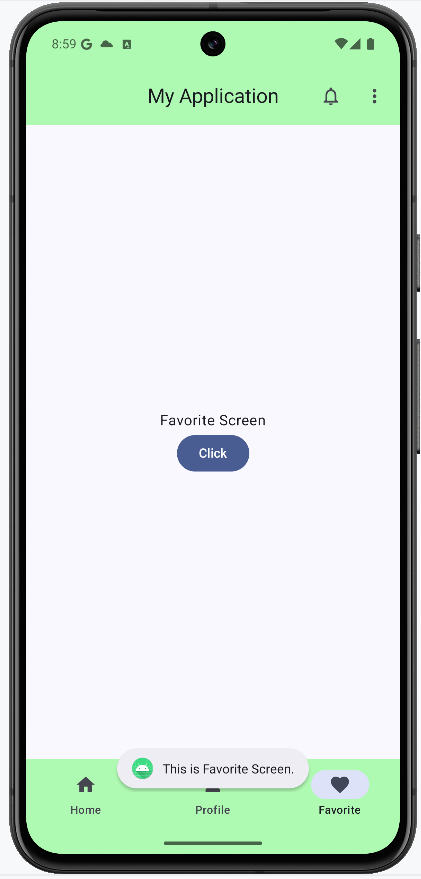 8:59
My Application
Favorite Screen
Click
This is Favorite Screen.
Home
Profile
Favorite